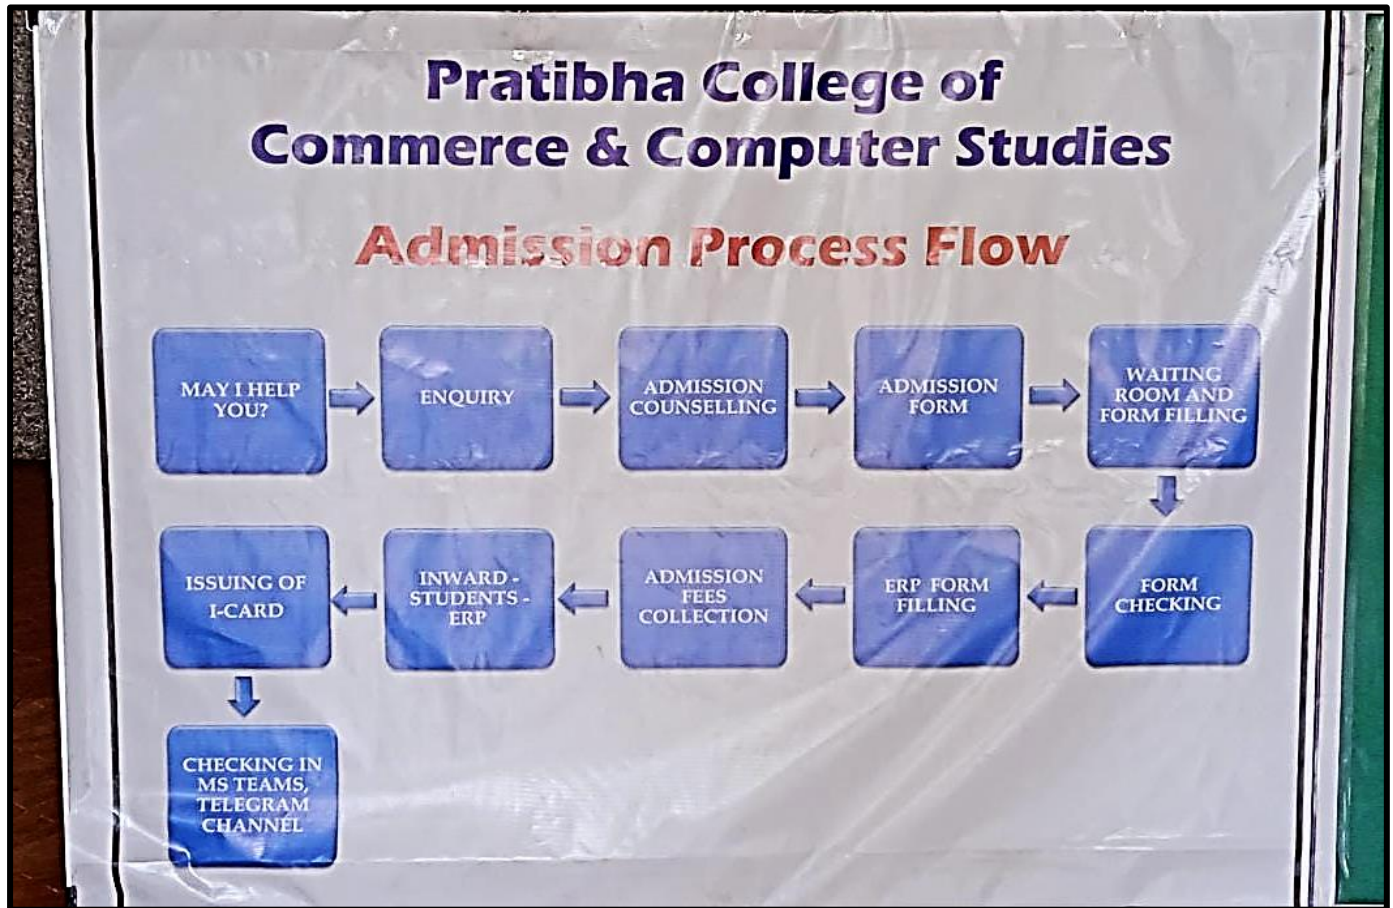 Pratibha College of
Commerce & Computer Studies
Admission Process Flow
MAY I HELP
YOU?
ENQUIRY
ADMISSION
COUNSELLING
ADMISSION
FORM
WAITING
ROOM AND
FORM FILLING
FORM
CHECKING
ERP FORM
FILLING
ADMISSION
FEES
COLLECTION
INWARD -
STUDENTS -
ERP
ISSUING OF
I-CARD
CHECKING IN
MS TEAMS,
TELEGRAM
CHANNEL